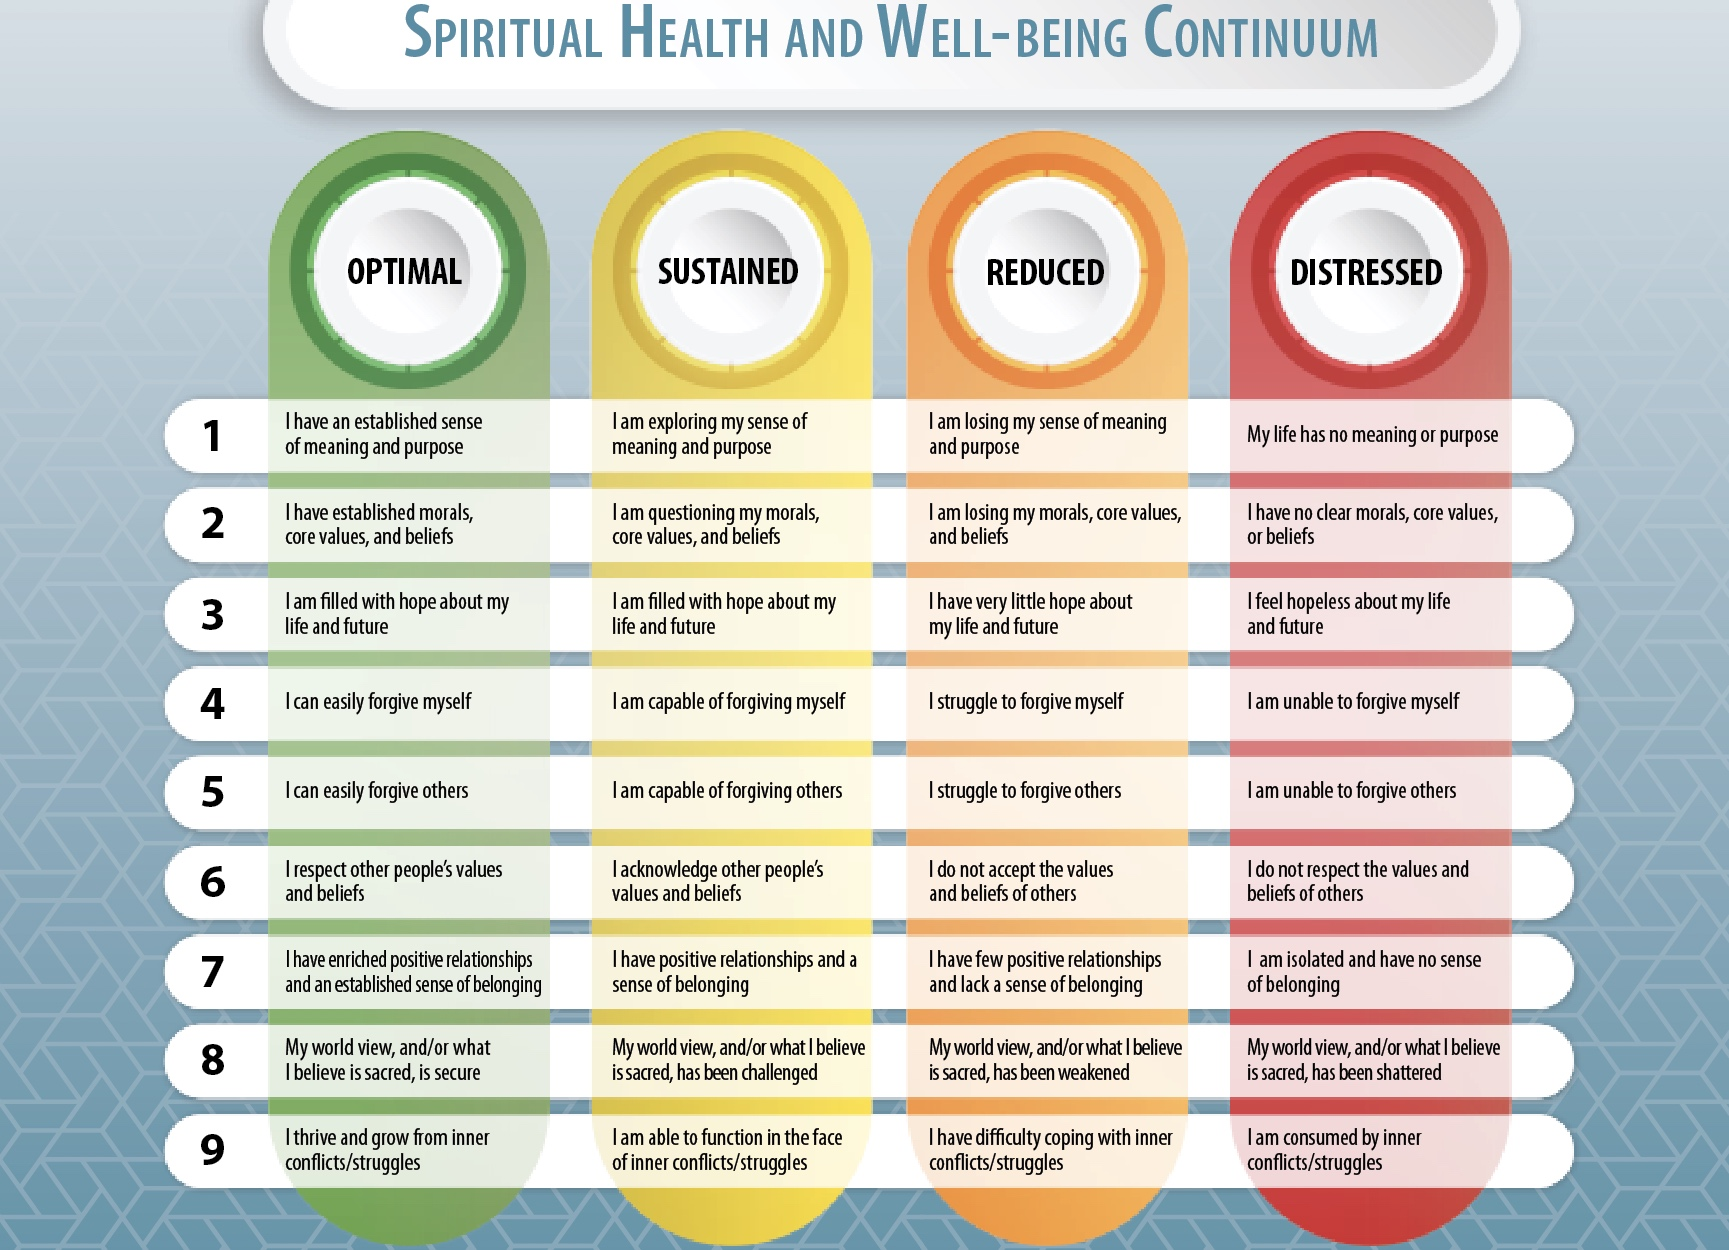 Spiritual Health and Well-being Continuum
OPTIMAL
SUSTAINED
REDUCED
DISTRESSED
1
I have an established sense
of meaning and purpose
I am exploring my sense of
meaning and purpose
I am losing my sense of meaning
and purpose
My life has no meaning or purpose
2
I have established morals,
core values, and beliefs
I am questioning my morals,
core values, and beliefs
I am losing my morals, core values,
and beliefs
I have no clear morals, core values,
or beliefs
3
I am filled with hope about my
life and future
I am filled with hope about my
life and future
I have very little hope about
my life and future
I feel hopeless about my life
and future
4
I can easily forgive myself
I am capable of forgiving myself
I struggle to forgive myself
I am unable to forgive myself
5
I can easily forgive others
I am capable of forgiving others
I struggle to forgive others
I am unable to forgive others
6
I respect other people's values
and beliefs
I acknowledge other people's
values and beliefs
I do not accept the values
and beliefs of others
I do not respect the values and
beliefs of others
7
I have enriched positive relationships
and an established sense of belonging
I have positive relationships and a
sense of belonging
I have few positive relationships
and lack a sense of belonging
I am isolated and have no sense
of belonging
8
My world view, and/or what
I believe is sacred, is secure
My world view, and/or what I believe
is sacred, has been challenged
My world view, and/or what I believe
is sacred, has been weakened
My world view, and/or what I believe
is sacred, has been shattered
9
I thrive and grow from inner
conflicts/struggles
I am able to function in the face
of inner conflicts/struggles
I have difficulty coping with inner
conflicts/struggles
I am consumed by inner
conflicts/struggles